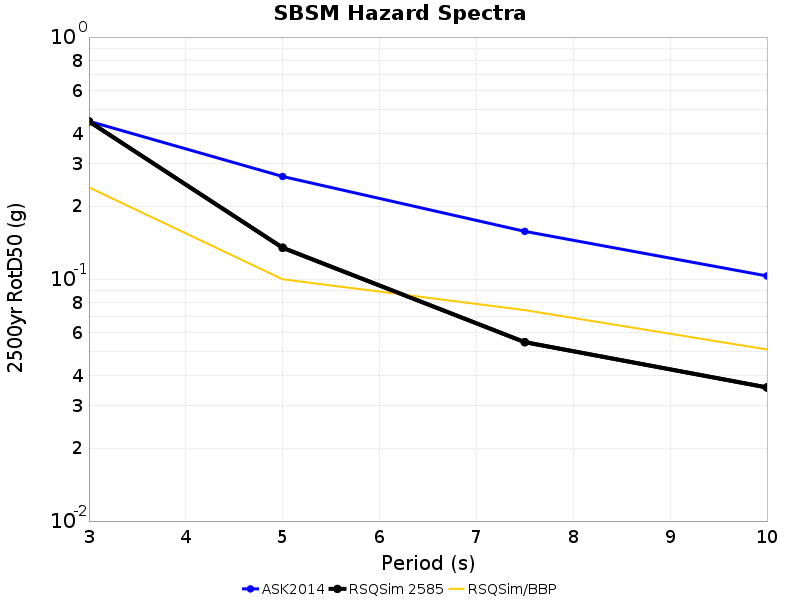 SBSM Hazard Spectra
10^0
8
6
4
3
2
10^-1
8
6
4
3
2
10^-2
2500yr RotD50 (g)
3 4 5 6 7 8 9 10
Period (s)
ASK2014 RSQSim 2585 RSQSim/BBP